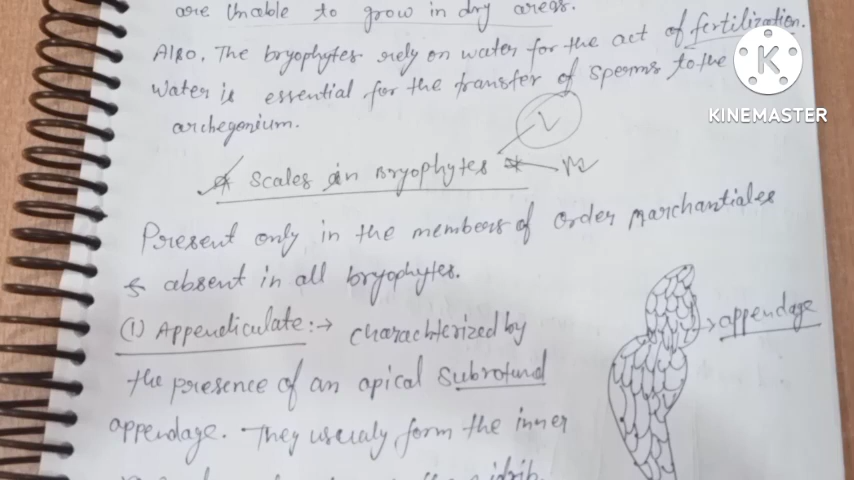 are Unable to grow in dry areas.
Also, The bryophytes rely on water for the act of fertilization.
Water is essential for the transfer of sperms to the
archegonium.
Scales in Bryophytes
Present only in the members of order Marchantiales
& absent in all bryophytes.
(1) Appendiculate:→ Characterized by
the presence of an apical Subrotund
appendage. They usualy form the inner
→appendage
K
KINEMASTER